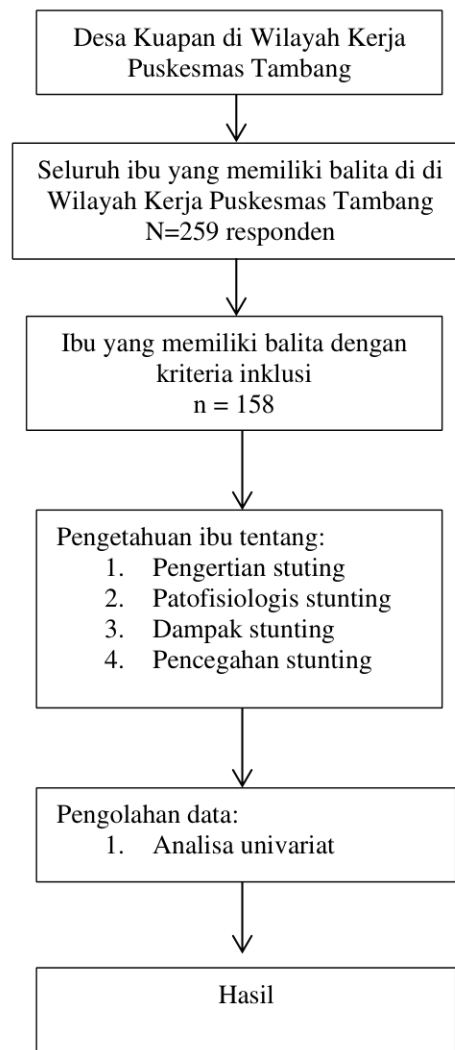 Desa Kuapan di Wilayah Kerja
Puskesmas Tambang
Seluruh ibu yang memiliki balita di di
Wilayah Kerja Puskesmas Tambang
N=259 responden
Ibu yang memiliki balita dengan
kriteria inklusi
n = 158
Pengetahuan ibu tentang:
1. Pengertian stuting
2. Patofisiologis stunting
3. Dampak stunting
4. Pencegahan stunting
Pengolahan data:
1. Analisa univariat
Hasil